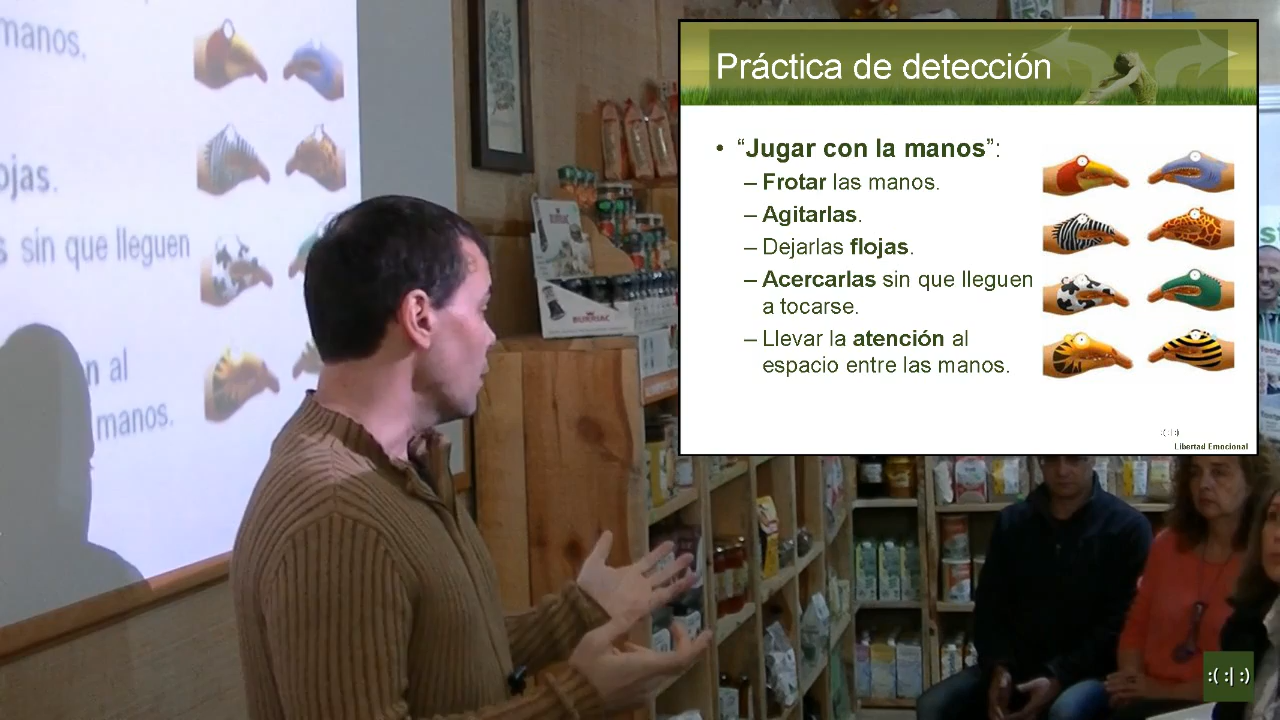 manos.
ojas.
s sin que lleguen
n al
manos.
Práctica de detección
• “Jugar con la manos”:
– Frotar las manos.
– Agitarlas.
– Dejarlas flojas.
– Acercarlas sin que lleguen
a tocarse.
– Llevar la atención al
espacio entre las manos.
:( :| :)
Libertad Emocional
:( :| :)